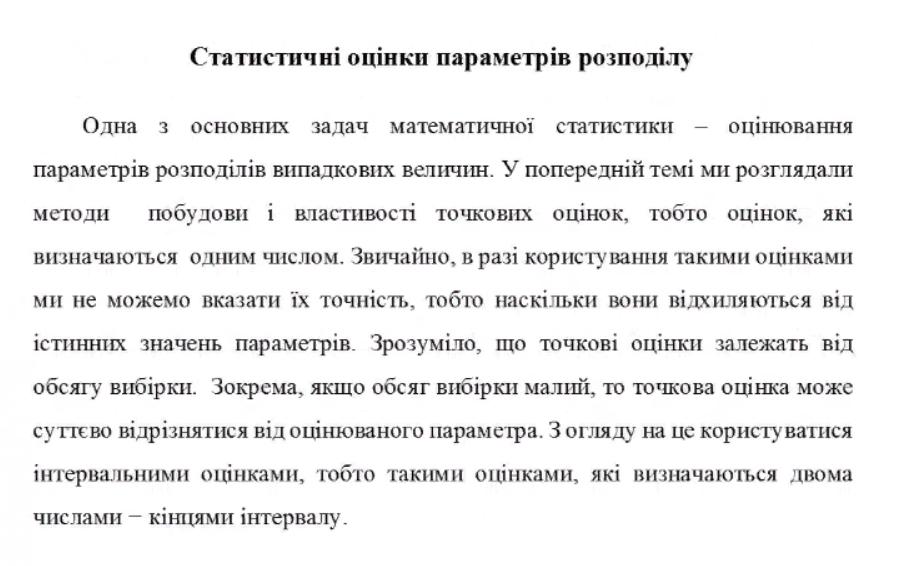 Статистичні оцінки параметрів розподілу
Одна з основних задач математичної статистики – оцінювання
параметрів розподілів випадкових величин. У попередній темі ми розглядали
методи побудови і властивості точкових оцінок, тобто оцінок, які
визначаються одним числом. Звичайно, в разі користування такими оцінками
ми не можемо вказати їх точність, тобто наскільки вони відхиляються від
істинних значень параметрів. Зрозуміло, що точкові оцінки залежать від
обсягу вибірки. Зокрема, якщо обсяг вибірки малий, то точкова оцінка може
суттєво відрізнятися від оцінюваного параметра. З огляду на це користуватися
інтервальними оцінками, тобто такими оцінками, які визначаються двома
числами − кінцями інтервалу.